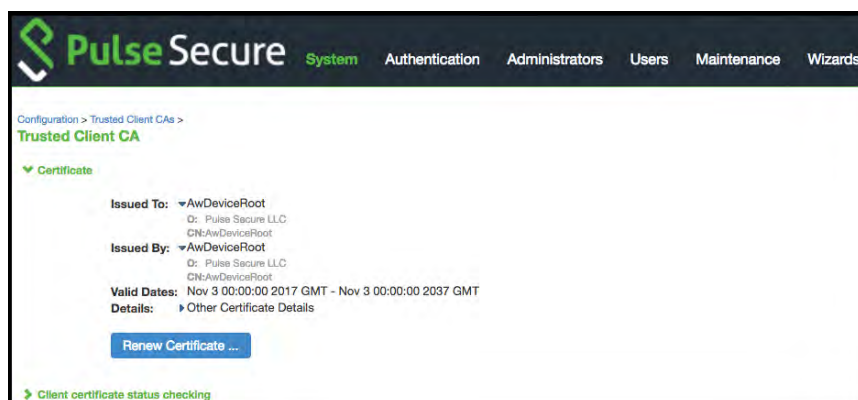 Pulse Secure System Authentication Administrators Users Maintenance Wizards
Configuration > Trusted Client CAs >
Trusted Client CA
Certificate
Issued To: AwDeviceRoot
O: Pulse Secure LLC
CN:AwDeviceRoot
Issued By: AwDeviceRoot
O: Pulse Secure LLC
CN:AwDeviceRoot
Valid Dates: Nov 3 00:00:00 2017 GMT - Nov 3 00:00:00 2037 GMT
Details: Other Certificate Details
Renew Certificate ...
Client certificate status checking